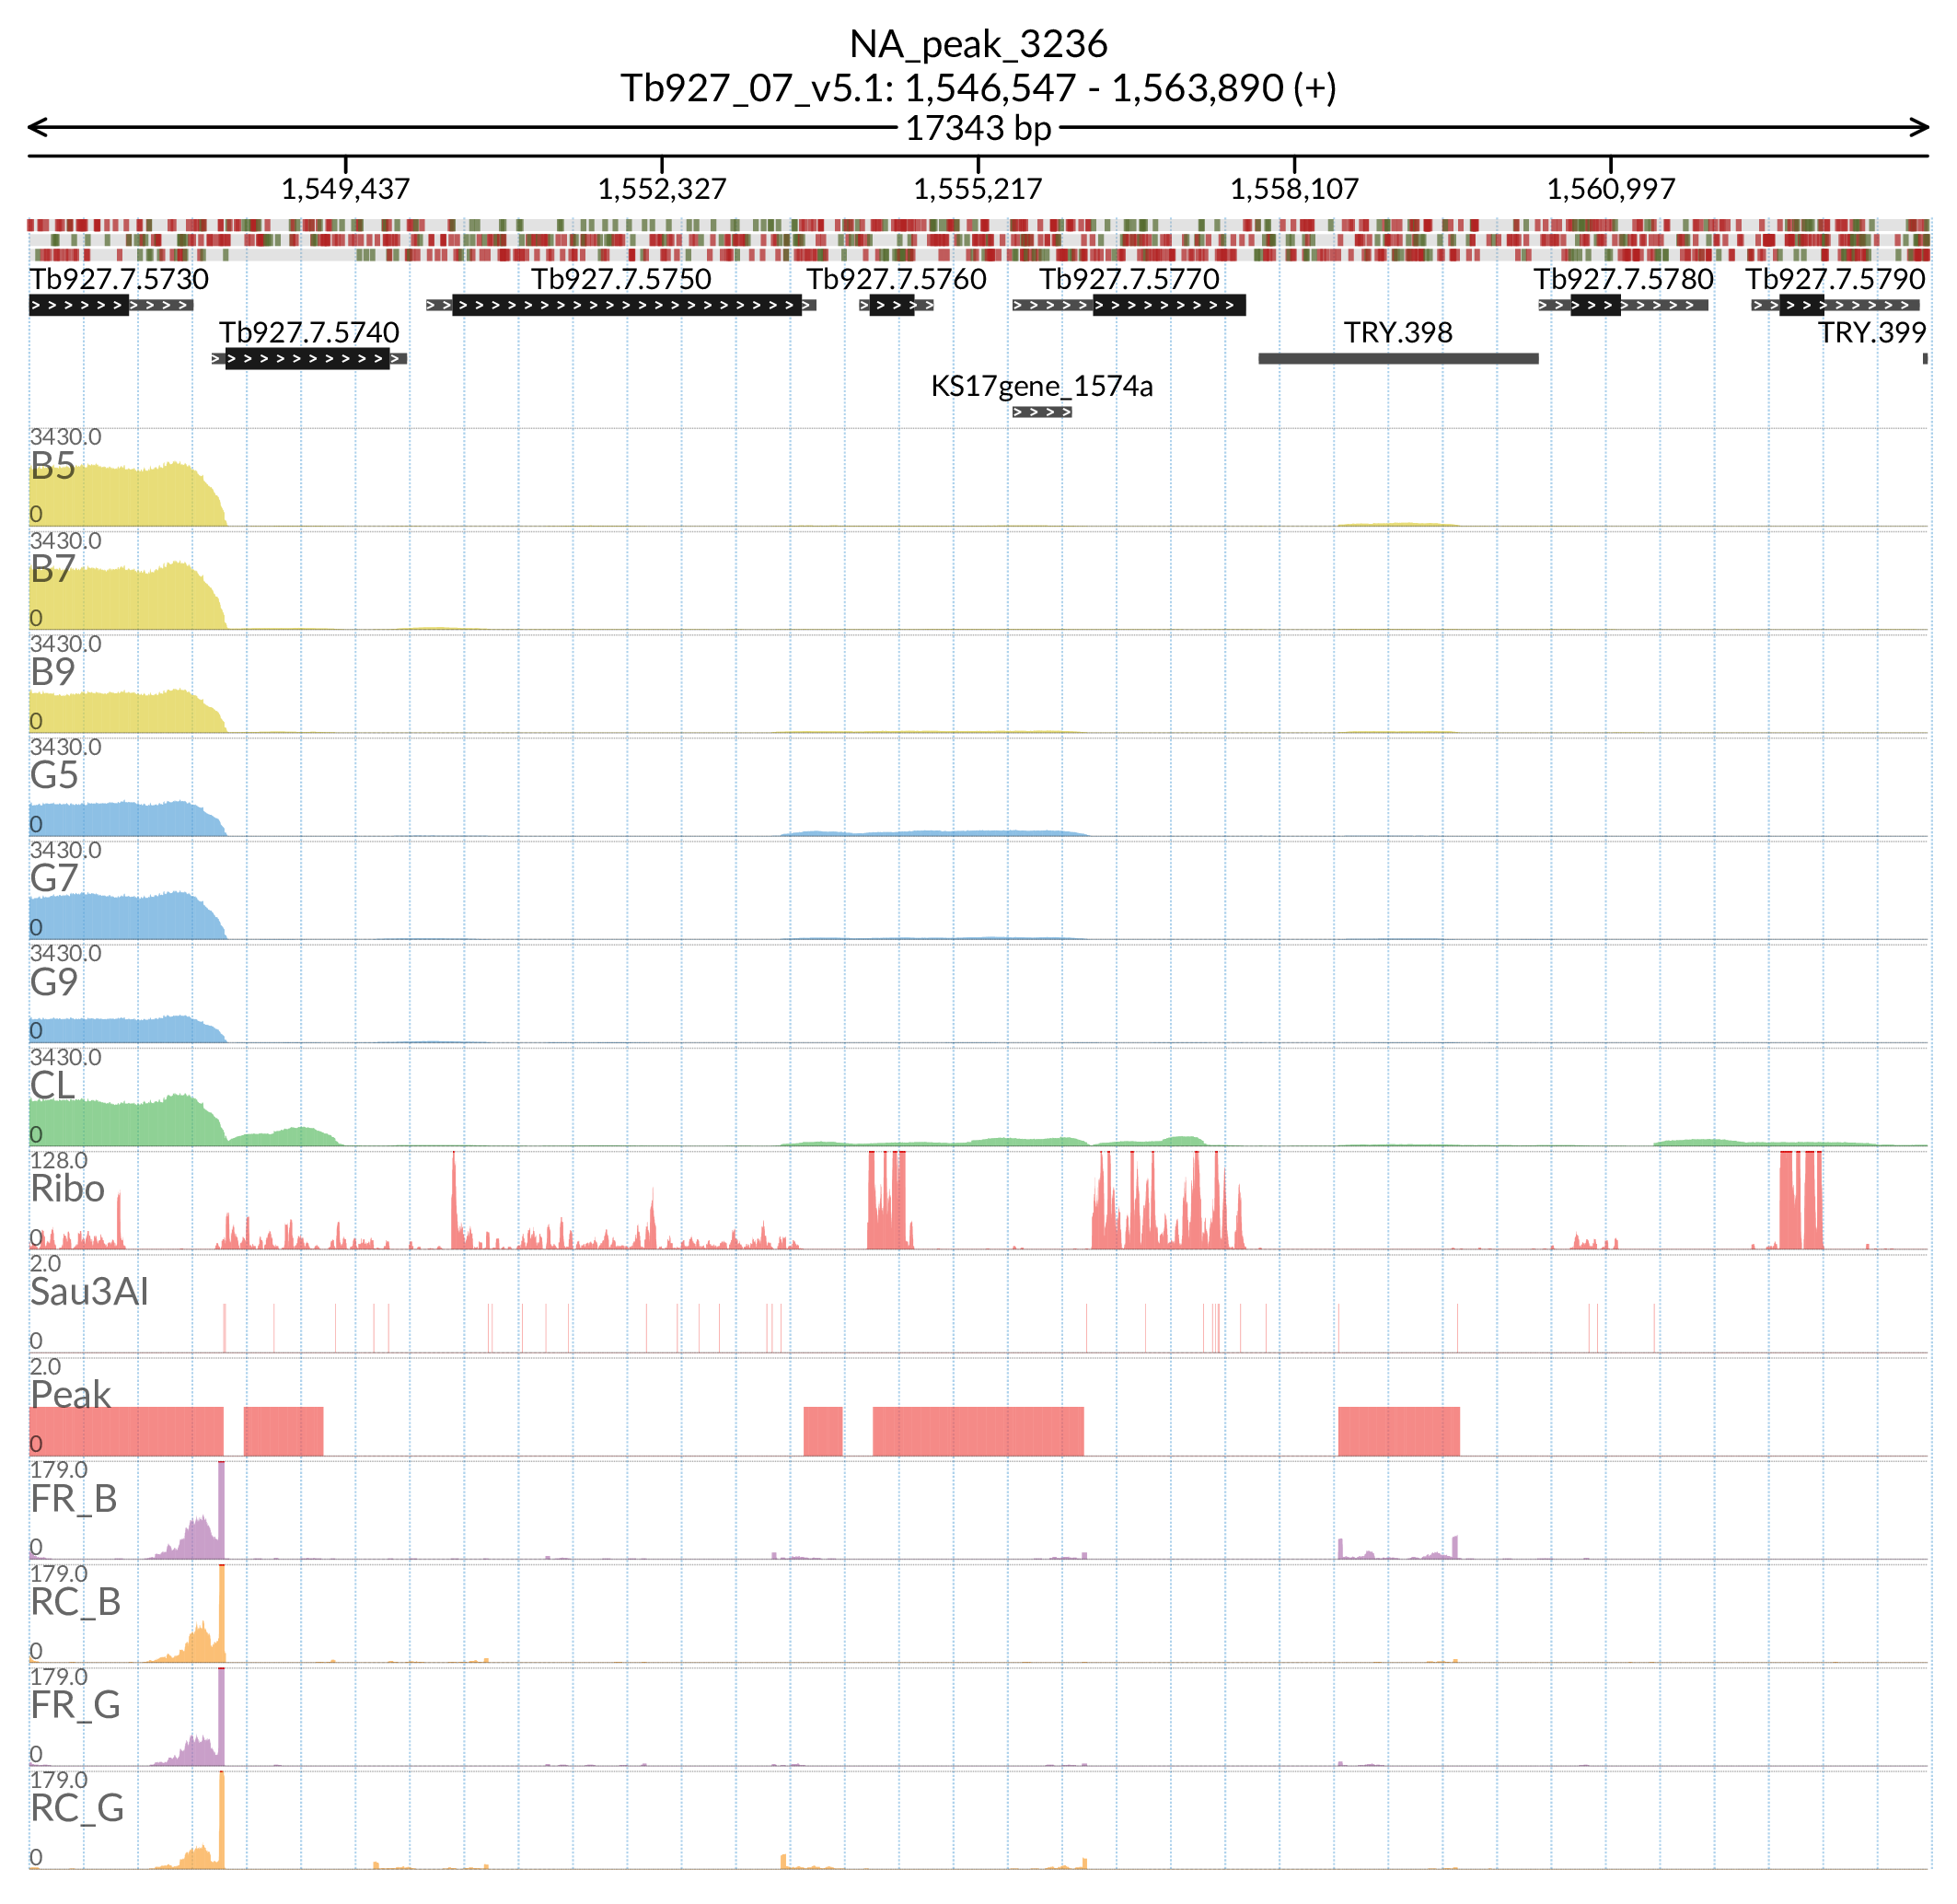 NA_peak_3236
Tb927_07_v5.1: 1,546,547 - 1,563,890 (+)
17343 bp
1,549,437 1,552,327 1,555,217 1,558,107 1,560,997
Tb927.7.5730 Tb927.7.5750 Tb927.7.5760 Tb927.7.5770 Tb927.7.5780 Tb927.7.5790
Tb927.7.5740 TRY.398 TRY.399
KS17gene_1574a
3430.0
B5
0
3430.0
B7
0
3430.0
B9
0
3430.0
G5
0
3430.0
G7
0
3430.0
G9
0
3430.0
CL
0
128.0
Ribo
0
2.0
Sau3AI
0
2.0
Peak
0
179.0
FR_B
0
179.0
RC_B
0
179.0
FR_G
0
179.0
RC_G
0